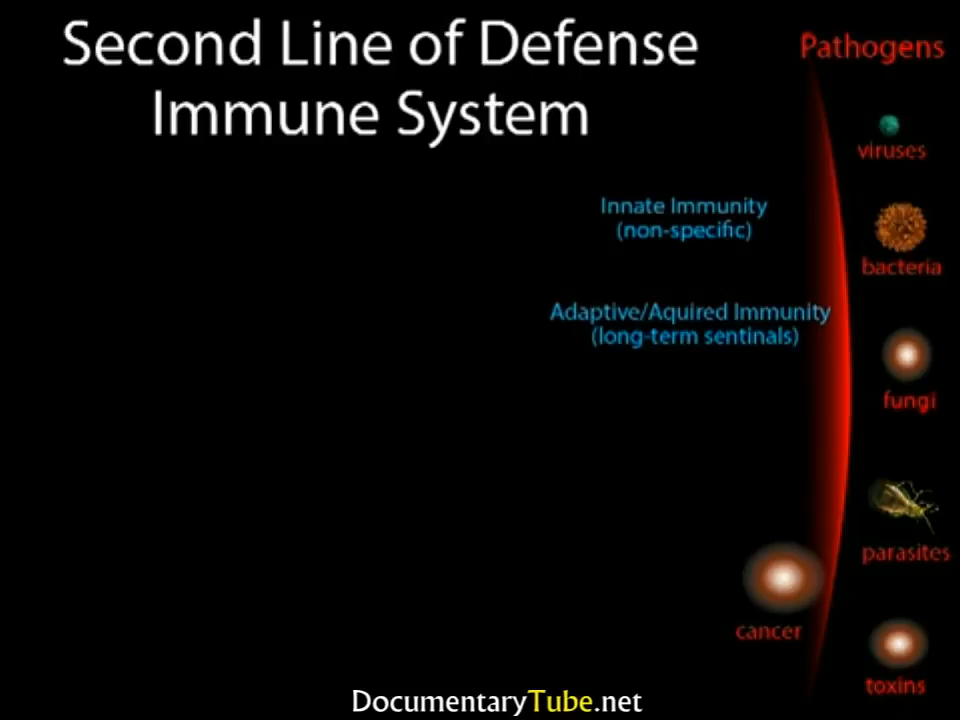 Second Line of Defense
Immune System
Pathogens
viruses
Innate Immunity
(non-specific)
bacteria
Adaptive/Aquired Immunity
(long-term sentinals)
fungi
parasites
cancer
toxins
DocumentaryTube.net